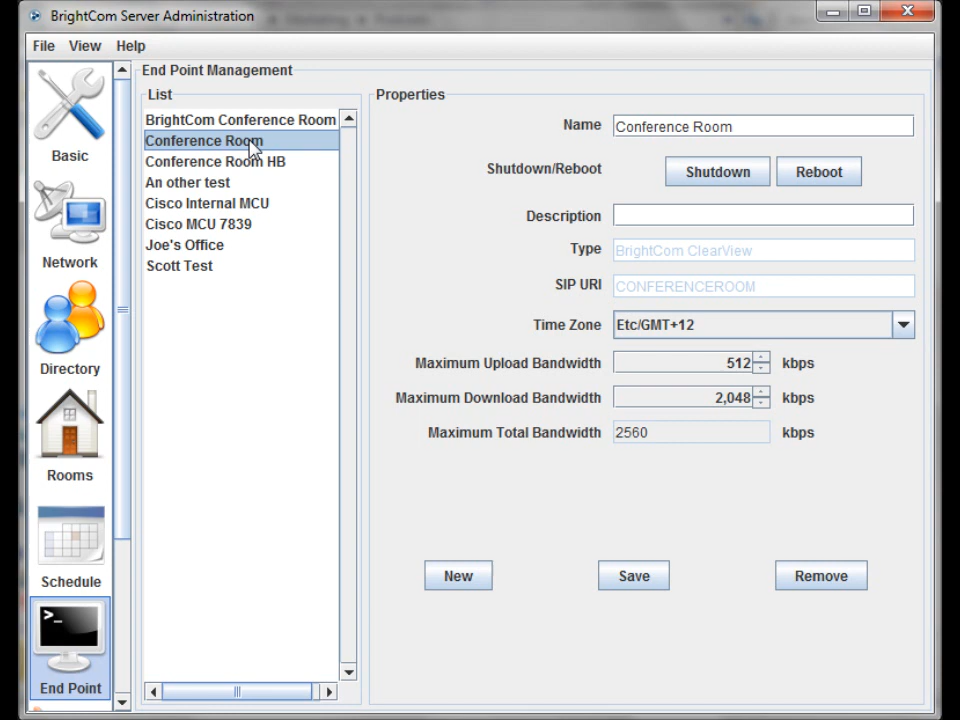 BrightCom Server Administration
File View Help
Basic
Network
Directory
Rooms
Schedule
>_
End Point
End Point Management
List
BrightCom Conference Room
Conference Room
Conference Room HB
An other test
Cisco Internal MCU
Cisco MCU 7839
Joe's Office
Scott Test
Properties
Name Conference Room
Shutdown/Reboot Shutdown Reboot
Description
Type BrightCom ClearView
SIP URI CONFERENCEROOM
Time Zone Etc/GMT+12
Maximum Upload Bandwidth 512 kbps
Maximum Download Bandwidth 2,048 kbps
Maximum Total Bandwidth 2560 kbps
New Save Remove